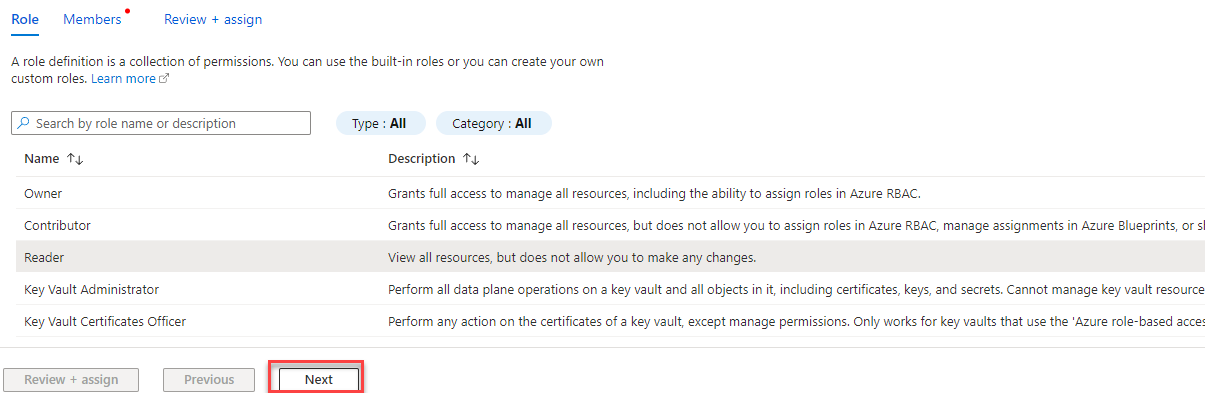 Role Members Review + assign
A role definition is a collection of permissions. You can use the built-in roles or you can create your own
custom roles. Learn more
Search by role name or description Type : All Category : All
Name Description
Owner Grants full access to manage all resources, including the ability to assign roles in Azure RBAC.
Contributor Grants full access to manage all resources, but does not allow you to assign roles in Azure RBAC, manage assignments in Azure Blueprints, or
Reader View all resources, but does not allow you to make any changes.
Key Vault Administrator Perform all data plane operations on a key vault and all objects in it, including certificates, keys, and secrets. Cannot manage key vault resource
Key Vault Certificates Officer Perform any action on the certificates of a key vault, except manage permissions. Only works for key vaults that use the 'Azure role-based acces
Review + assign Previous Next